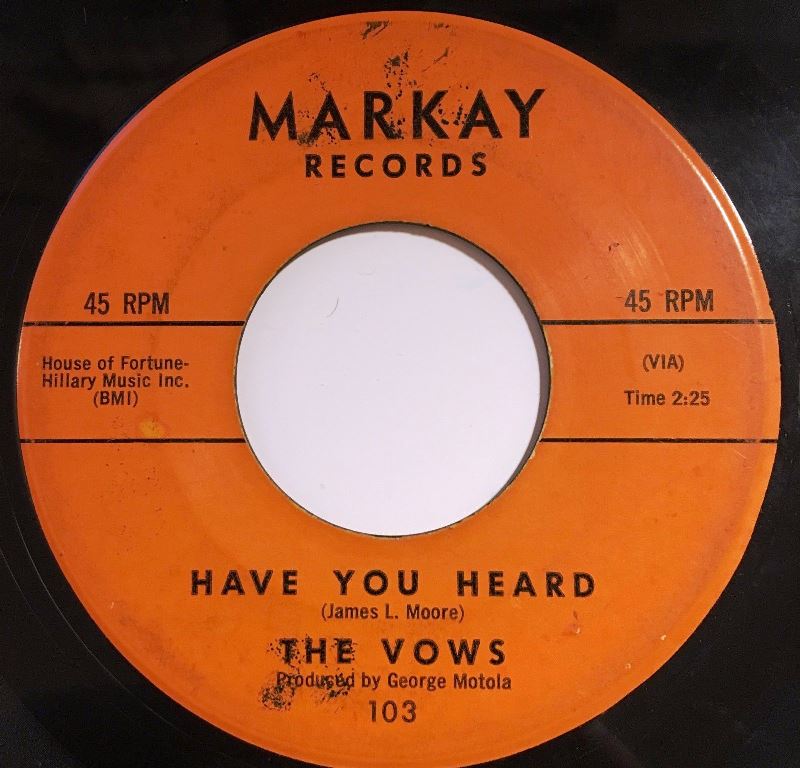 MARKAY
RECORDS
45 RPM
45 RPM
House of Fortune-
Hillary Music Inc.
(BMI)
(VIA)
Time 2:25
HAVE YOU HEARD
(James L. Moore)
THE VOWS
Produced by George Motola
103